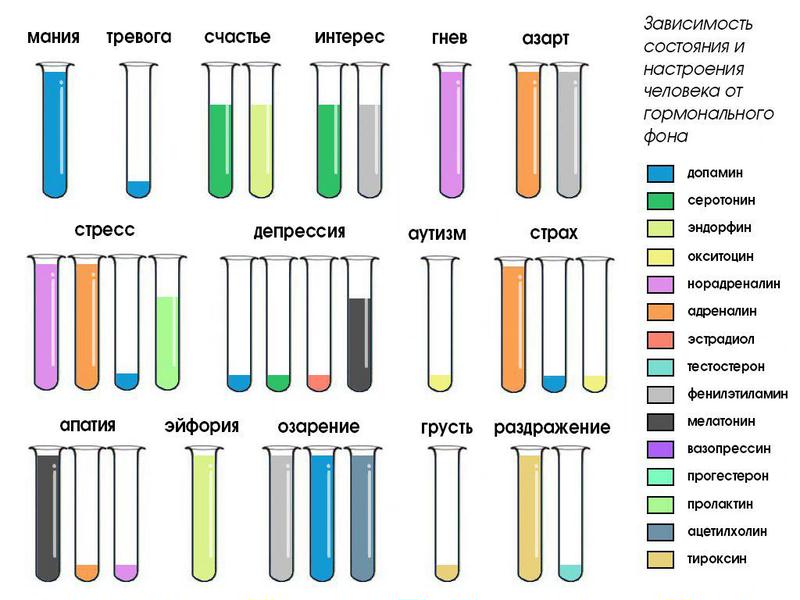 мания
тревога
счастье
интерес
гнев
азарт
Зависимость
состояния и
настроения
человека от
гормонального
фона
стресс
депрессия
аутизм
страх
апатия
эйфория
озарение
грусть
раздражение
допамин
серотонин
эндорфин
окситоцин
норадреналин
адреналин
эстрадиол
тестостерон
фенилэтиламин
мелатонин
вазопрессин
прогестерон
пролактин
ацетилхолин
тироксин